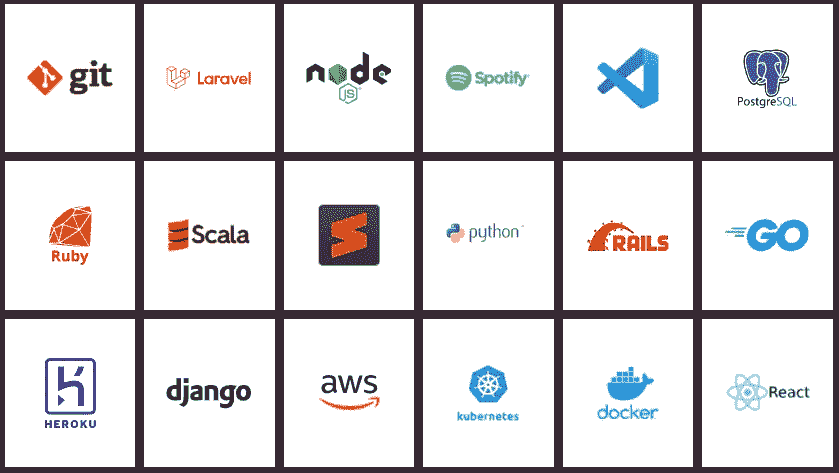 git
Laravel
node
JS
Spotify
PostgreSQL
Ruby
Scala
S
python
RAILS
GO
HEROKU
django
aws
kubernetes
docker
React